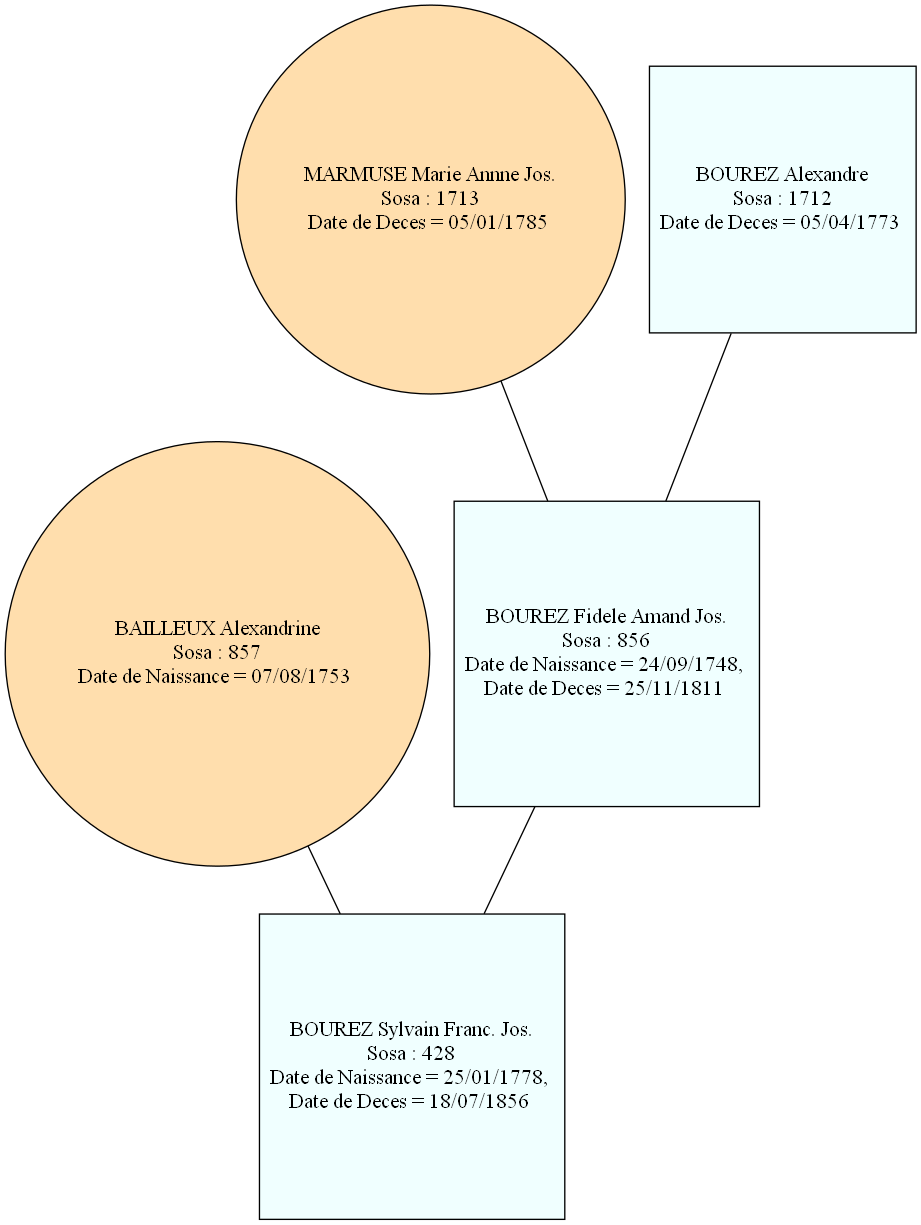 MARMUSE Marie Annne Jos.
Sosa : 1713
Date de Deces = 05/01/1785
BOUREZ Alexandre
Sosa : 1712
Date de Deces = 05/04/1773
BAILLEUX Alexandrine
Sosa : 857
Date de Naissance = 07/08/1753
BOUREZ Fidele Amand Jos.
Sosa : 856
Date de Naissance = 24/09/1748,
Date de Deces = 25/11/1811
BOUREZ Sylvain Franc. Jos.
Sosa : 428
Date de Naissance = 25/01/1778,
Date de Deces = 18/07/1856